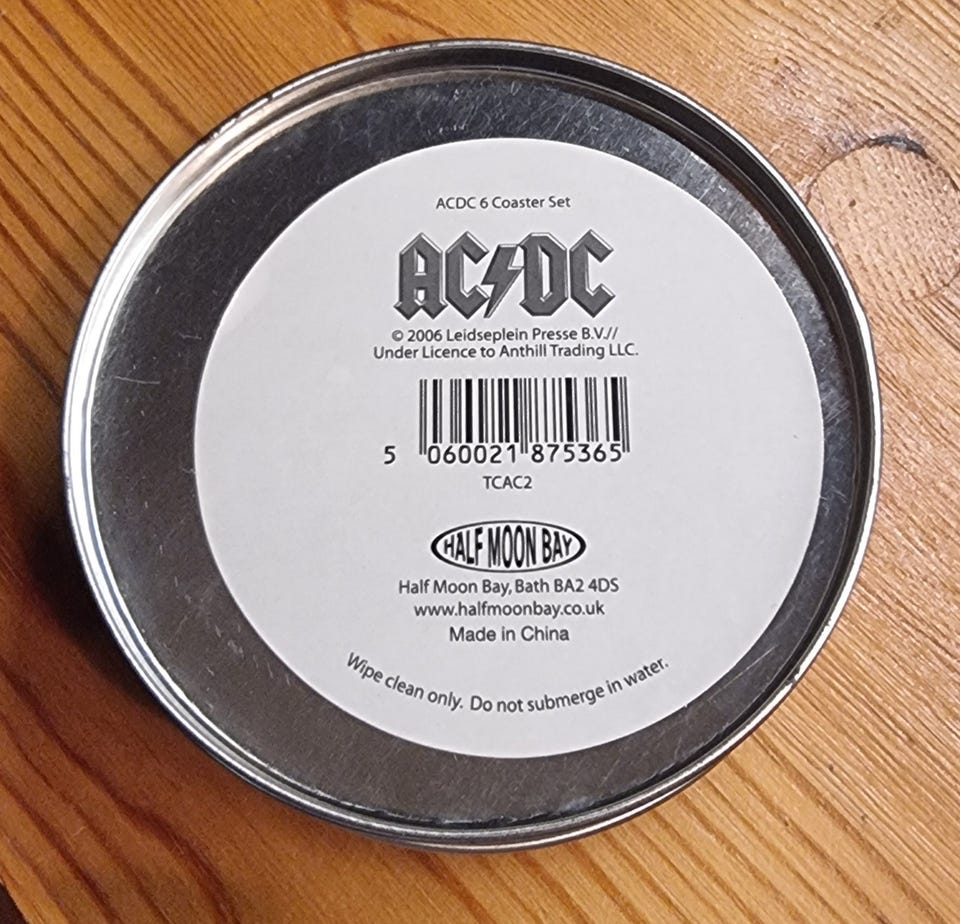 ACDC 6 Coaster Set
AC⚡DC
© 2006 Leidseplein Presse B.V.//
Under Licence to Anthill Trading LLC.
5 060021 875365
TCAC2
HALF MOON BAY
Half Moon Bay, Bath BA2 4DS
www.halfmoonbay.co.uk
Made in China
Wipe clean only. Do not submerge in water.